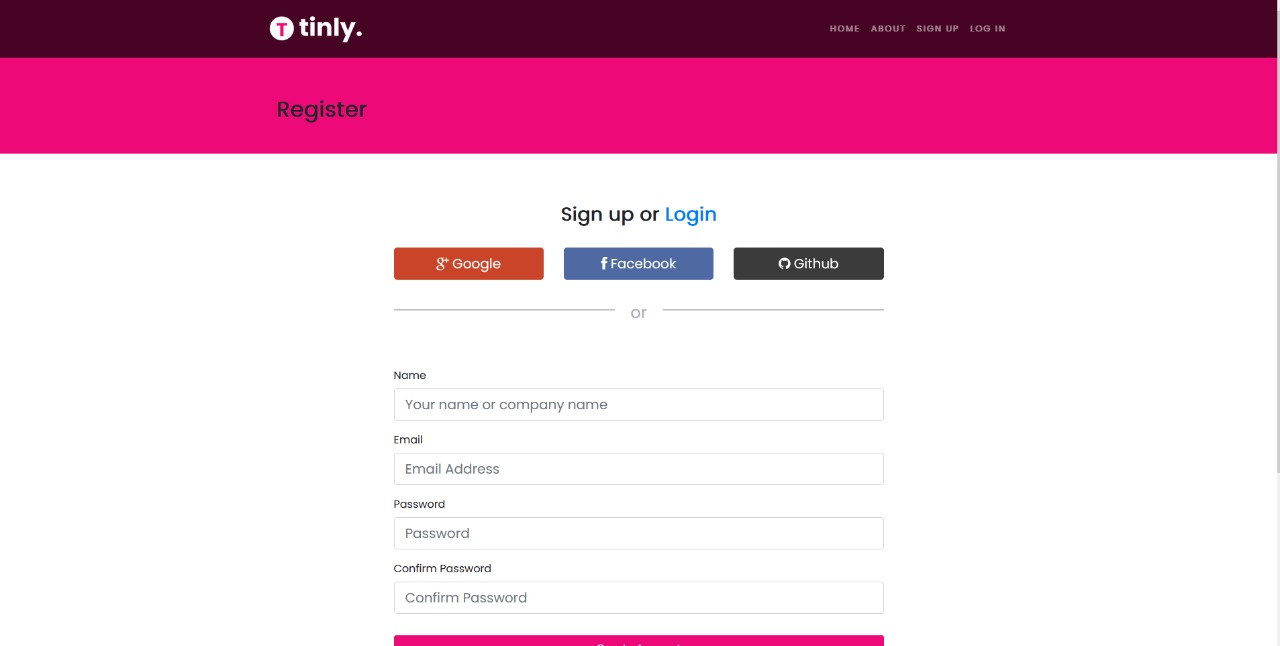 T tinly.
HOME ABOUT SIGN UP LOG IN
Register
Sign up or Login
Google Facebook Github
or
Name
Your name or company name
Email
Email Address
Password
Password
Confirm Password
Confirm Password